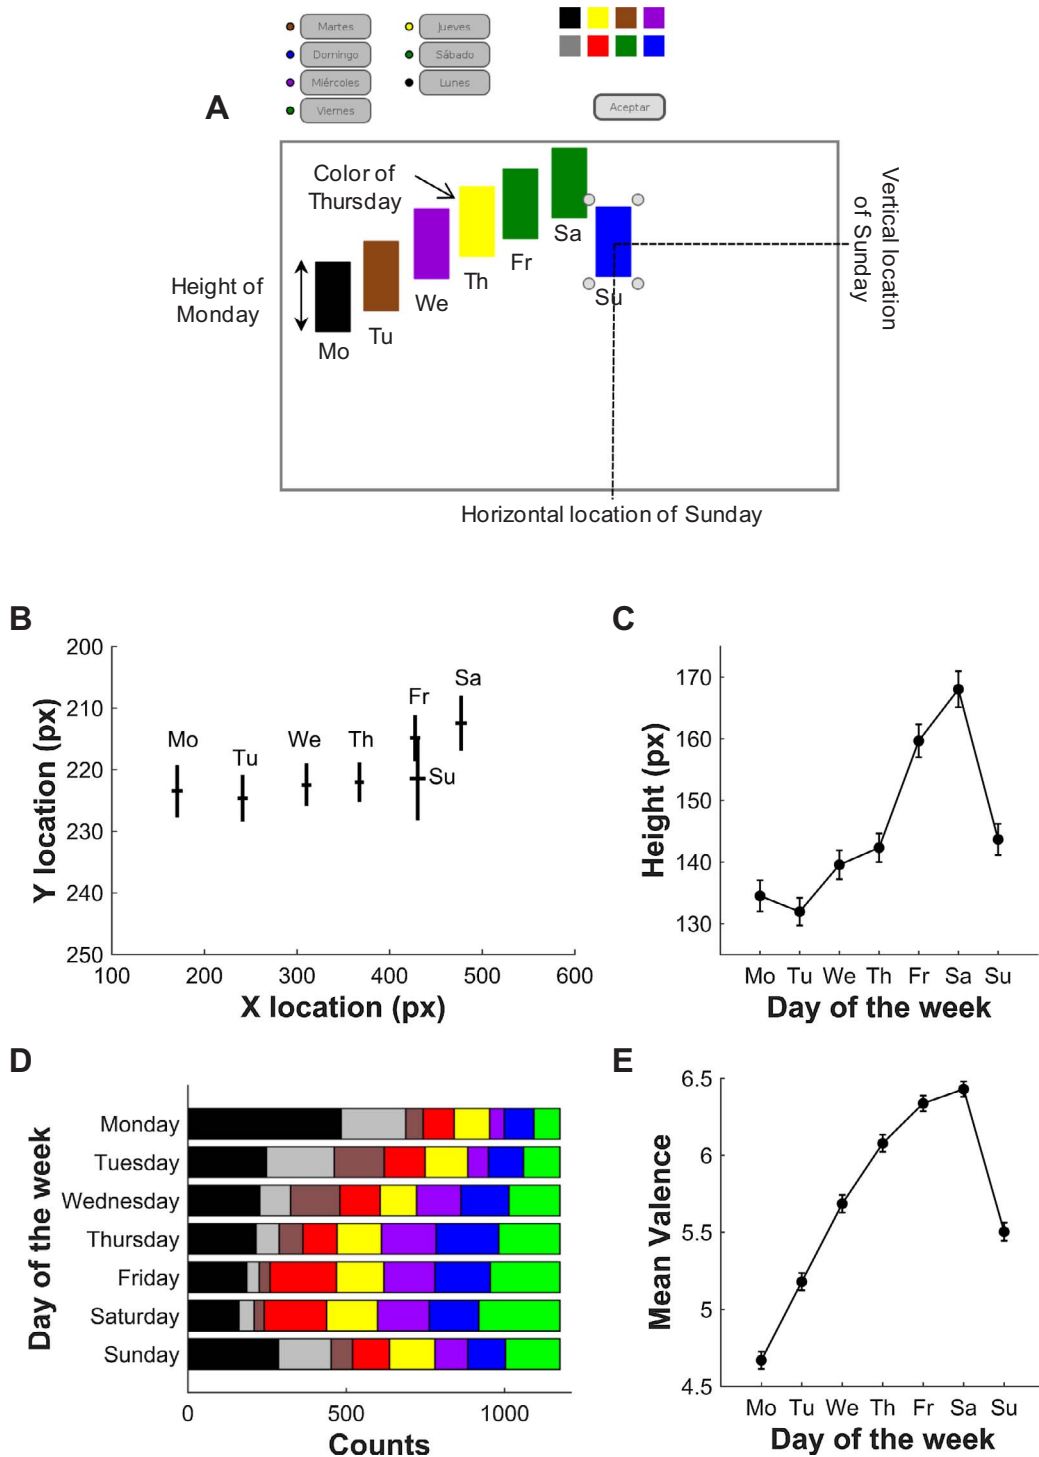 Martes
Jueves
Domingo
Sábado
Miércoles
Lunes
Viernes
Aceptar
A
Color of
Thursday
Vertical location
of Sunday
Height of
Monday
Mo
Tu
We
Th
Fr
Sa
Su
Horizontal location of Sunday
B
Y location (px)
200
210
220
230
240
250
100
200
300
400
500
600
Mo
Tu
We
Th
Fr
Sa
Su
X location (px)
C
Height (px)
170
160
150
140
130
Mo Tu We Th Fr Sa Su
Day of the week
D
Day of the week
Monday
Tuesday
Wednesday
Thursday
Friday
Saturday
Sunday
0
500
1000
Counts
E
Mean Valence
6.5
6
5.5
5
4.5
Mo Tu We Th Fr Sa Su
Day of the week